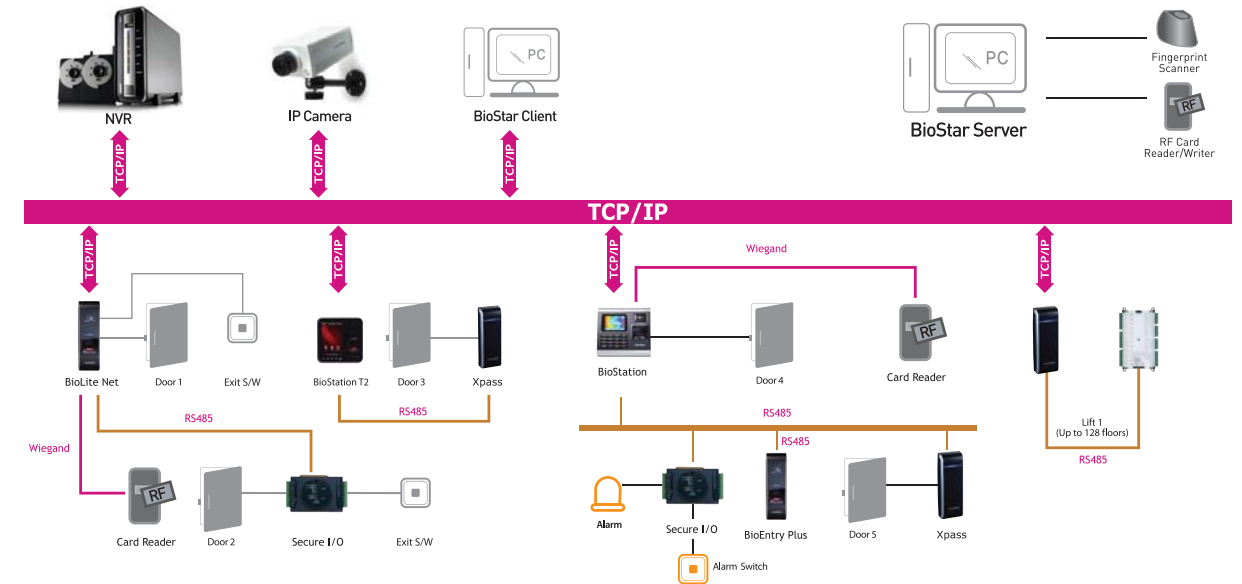 PC
PC
Fingerprint
Scanner
RF
NVR
IP Camera
BioStar Client
BioStar Server
RF Card
Reader/Writer
TCP/IP
TCP/IP
TCP/IP
TCP/IP
TCP/IP
TCP/IP
TCP/IP
TCP/IP
Wiegand
RF
BioLite Net
Door 1
Exit S/W
BioStation T2
Door 3
Xpass
BioStation
Door 4
Card Reader
RS485
RS485
RS485
Lift 1
(Up to 128 floors)
RS485
RS485
Wiegand
RF
Card Reader
Door 2
Secure I/O
Exit S/W
Alarm
Secure I/O
BioEntry Plus
Door 5
Xpass
Alarm Switch